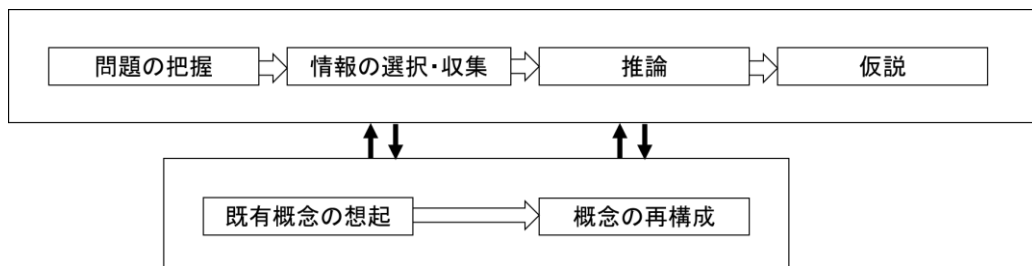 問題の把握
情報の選択・収集
推論
仮説
既有概念の想起
概念の再構成